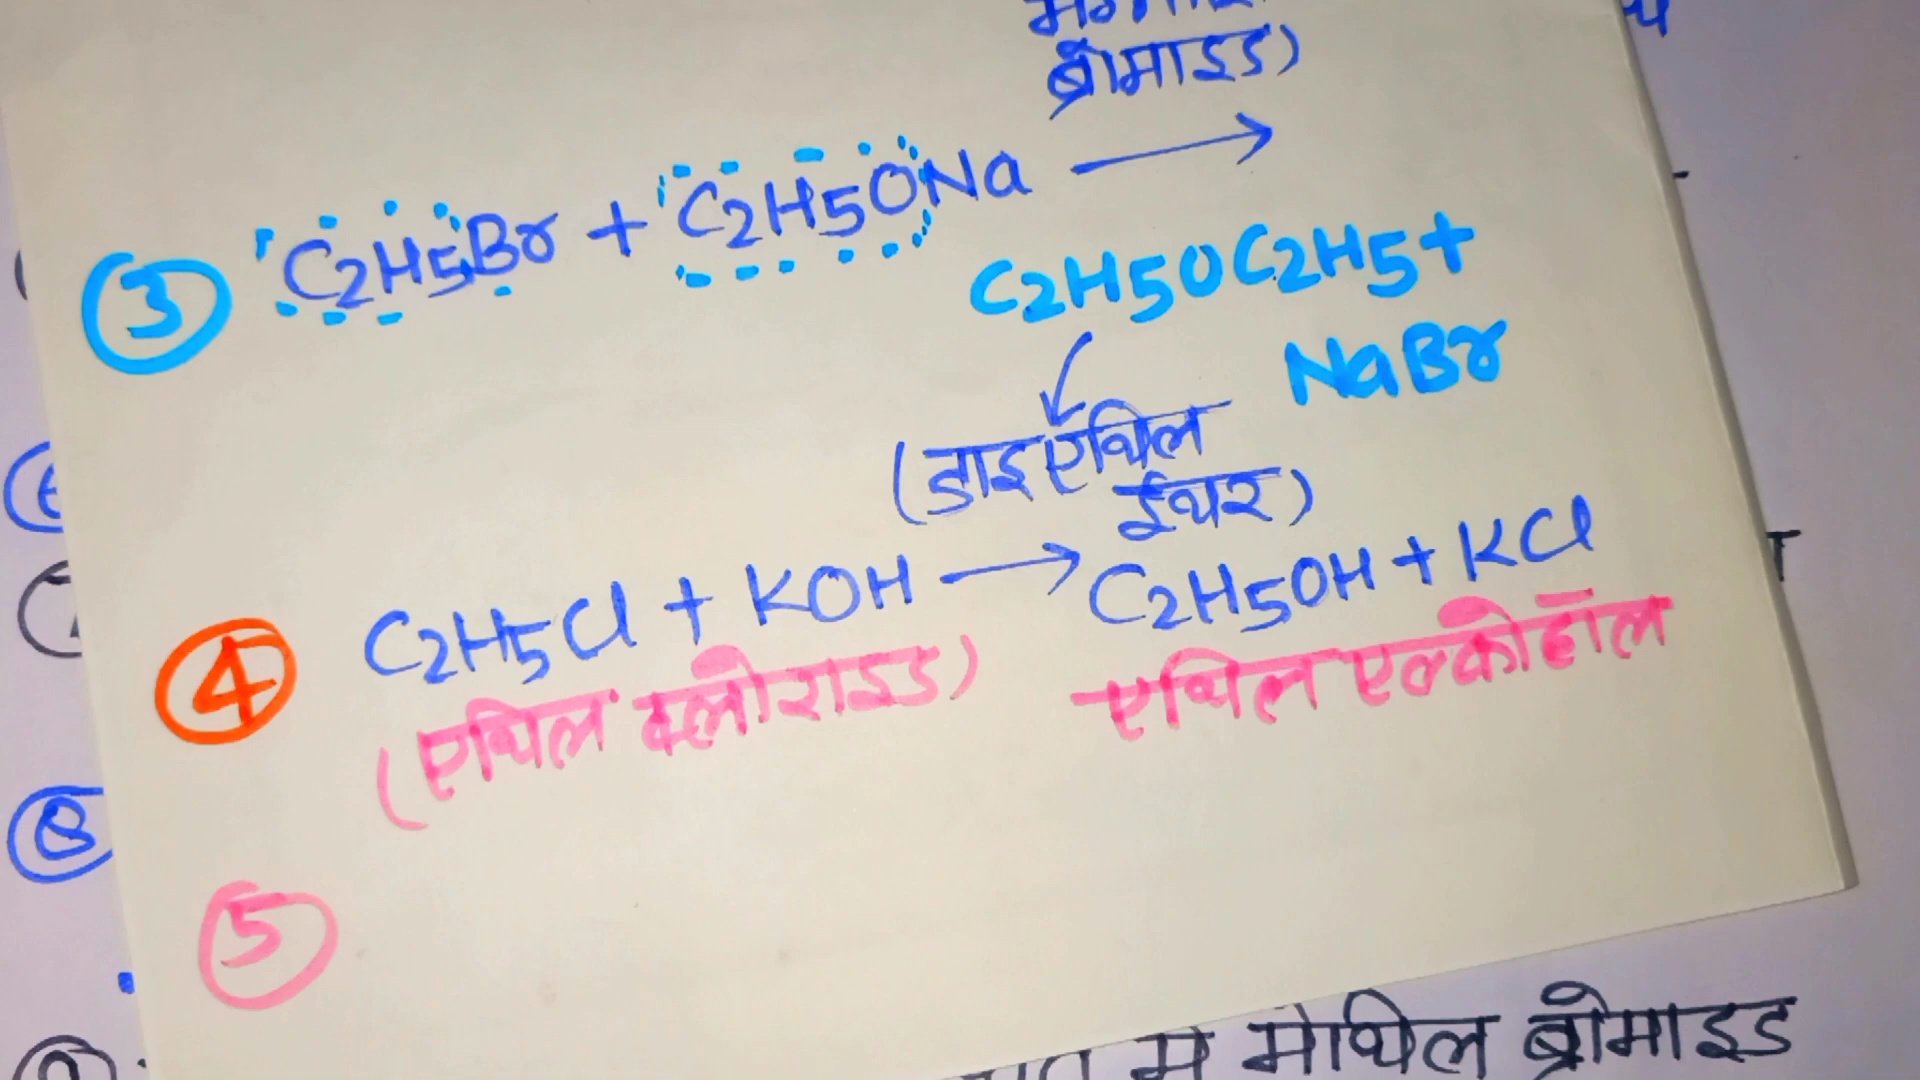 ब्रोमाइड)
③ C2H5Br + C2H5ONa →
C2H5OC2H5+
NaBr
(डाइएथिल
ईथर)
④ C2H5Cl + KOH → C2H5OH + KCl
(एथिल क्लोराइड) एथिल एल्कोहॉल
⑤
⑧
में मेथिल ब्रोमाइड